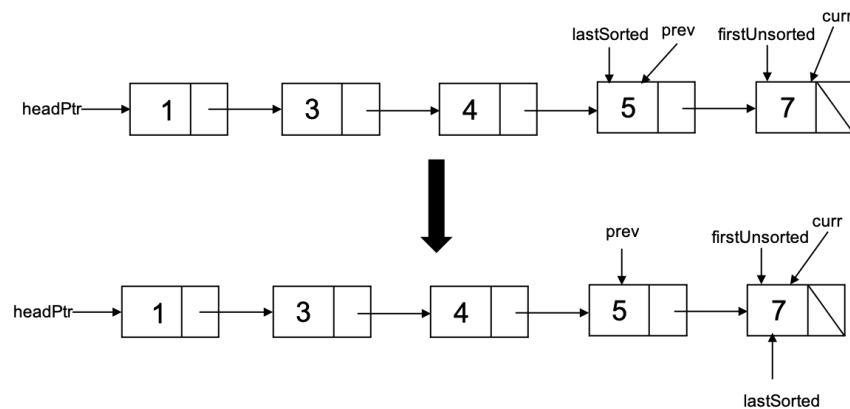 curr
lastSorted prev firstUnsorted
headPtr 1 3 4 5 7
prev firstUnsorted curr
headPtr 1 3 4 5 7
lastSorted